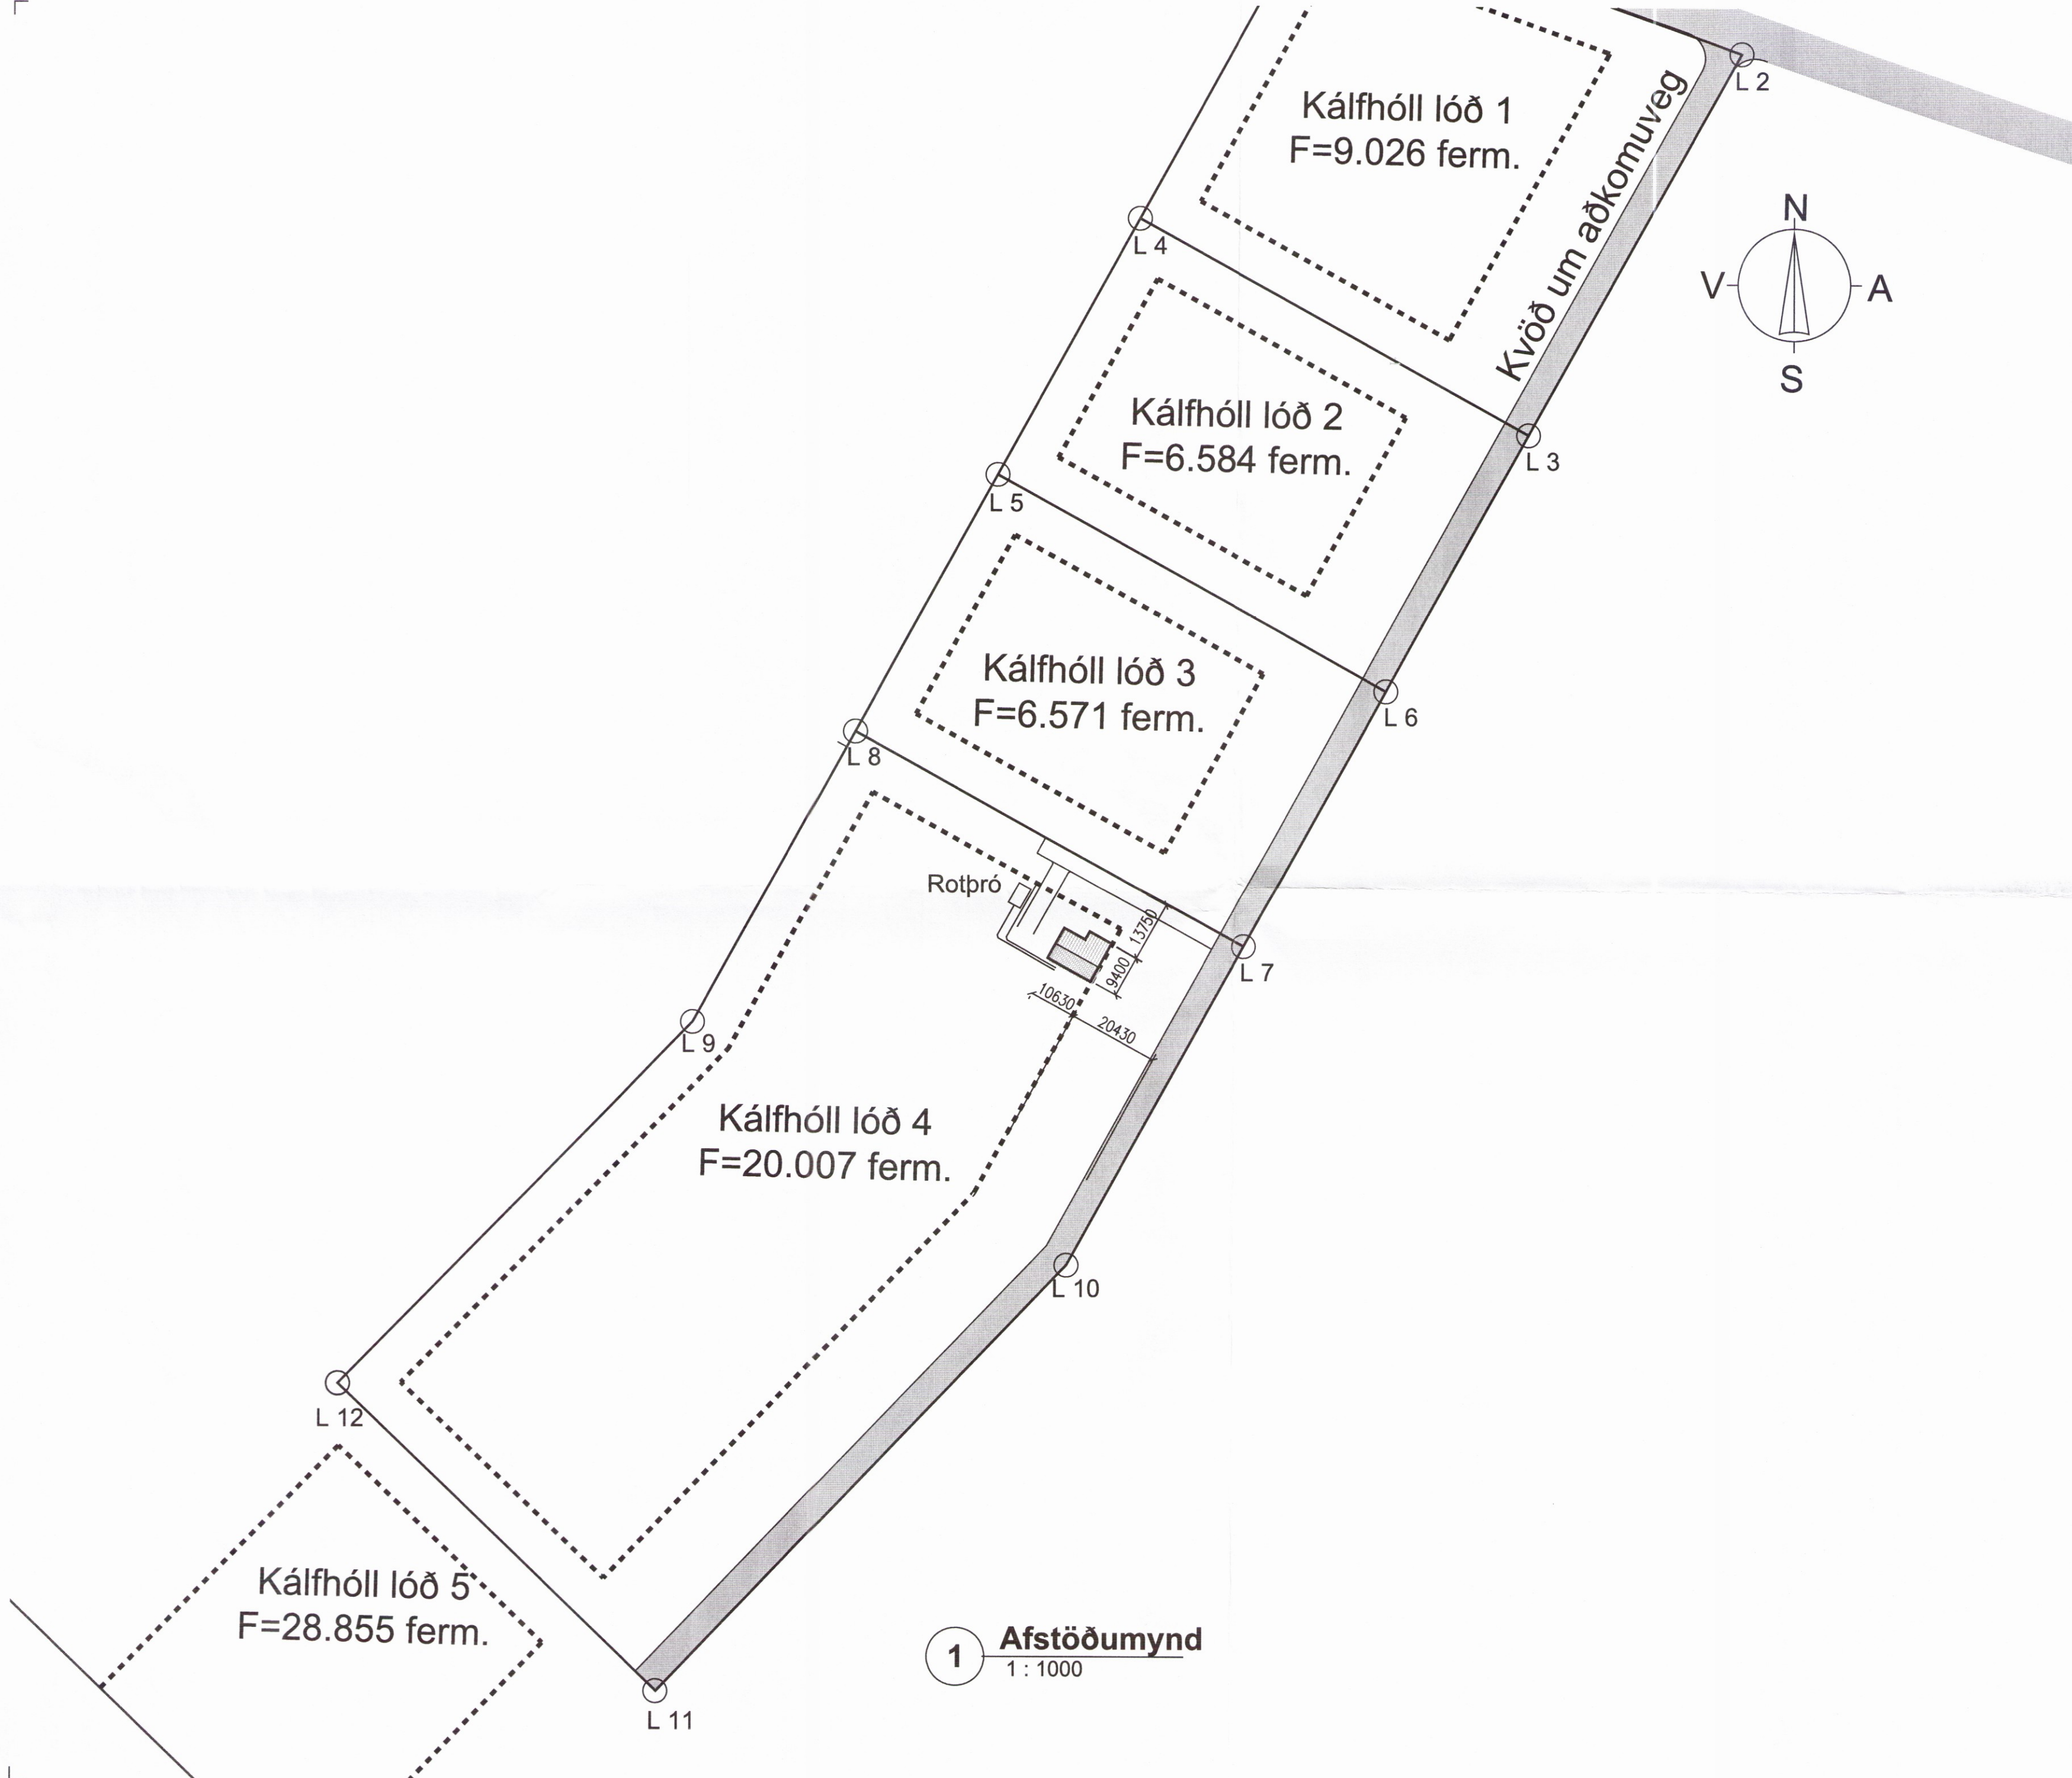 Kálfhóll lóð 1
F=9.026 ferm.
L 2
Kvöð um aðkomuveg
N
V
A
S
L 4
Kálfhóll lóð 2
F=6.584 ferm.
L 3
L 5
Kálfhóll lóð 3
F=6.571 ferm.
L 6
L 8
Rotþró
13750
9400
L 7
10630
20430
L 9
Kálfhóll lóð 4
F=20.007 ferm.
L 10
L 12
Kálfhóll lóð 5
F=28.855 ferm.
1
Afstöðumynd
1 : 1000
L 11